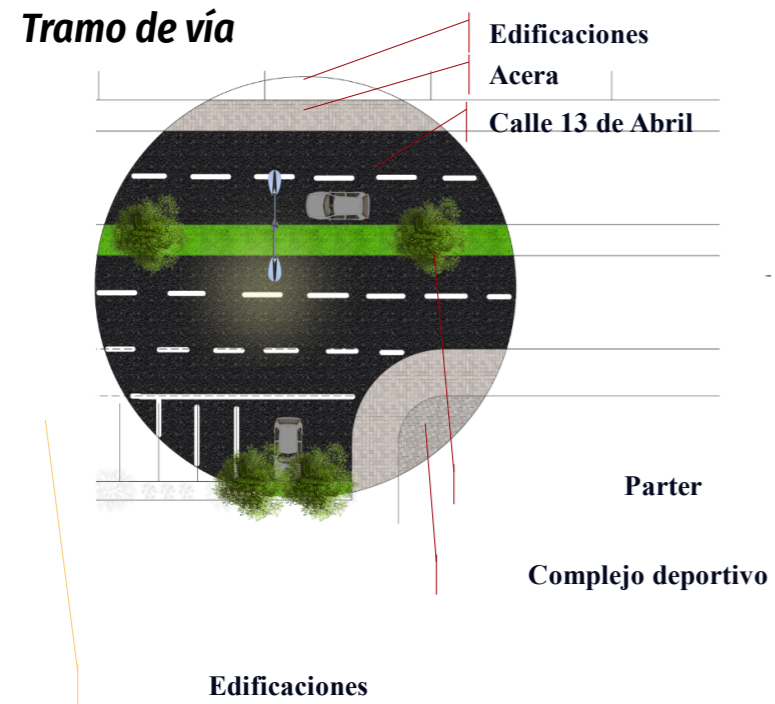 Tramo de vía
Edificaciones
Acera
Calle 13 de Abril
Parter
Complejo deportivo
Edificaciones